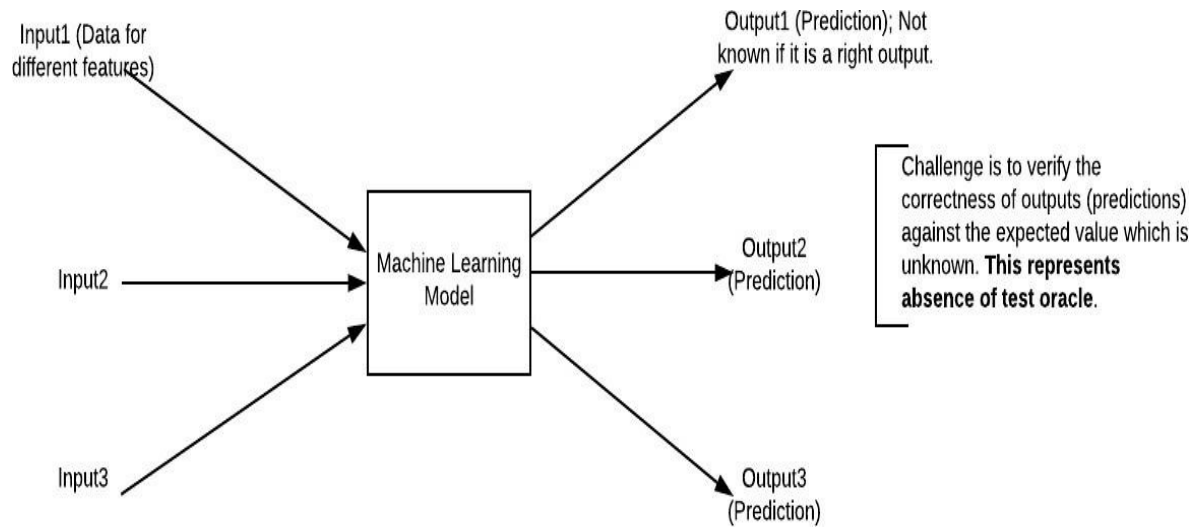 Input1 (Data for
different features)
Output1 (Prediction); Not
known if it is a right output.
Challenge is to verify the
correctness of outputs (predictions)
against the expected value which is
unknown. This represents
absence of test oracle.
Machine Learning
Model
Input2
Output2
(Prediction)
Input3
Output3
(Prediction)